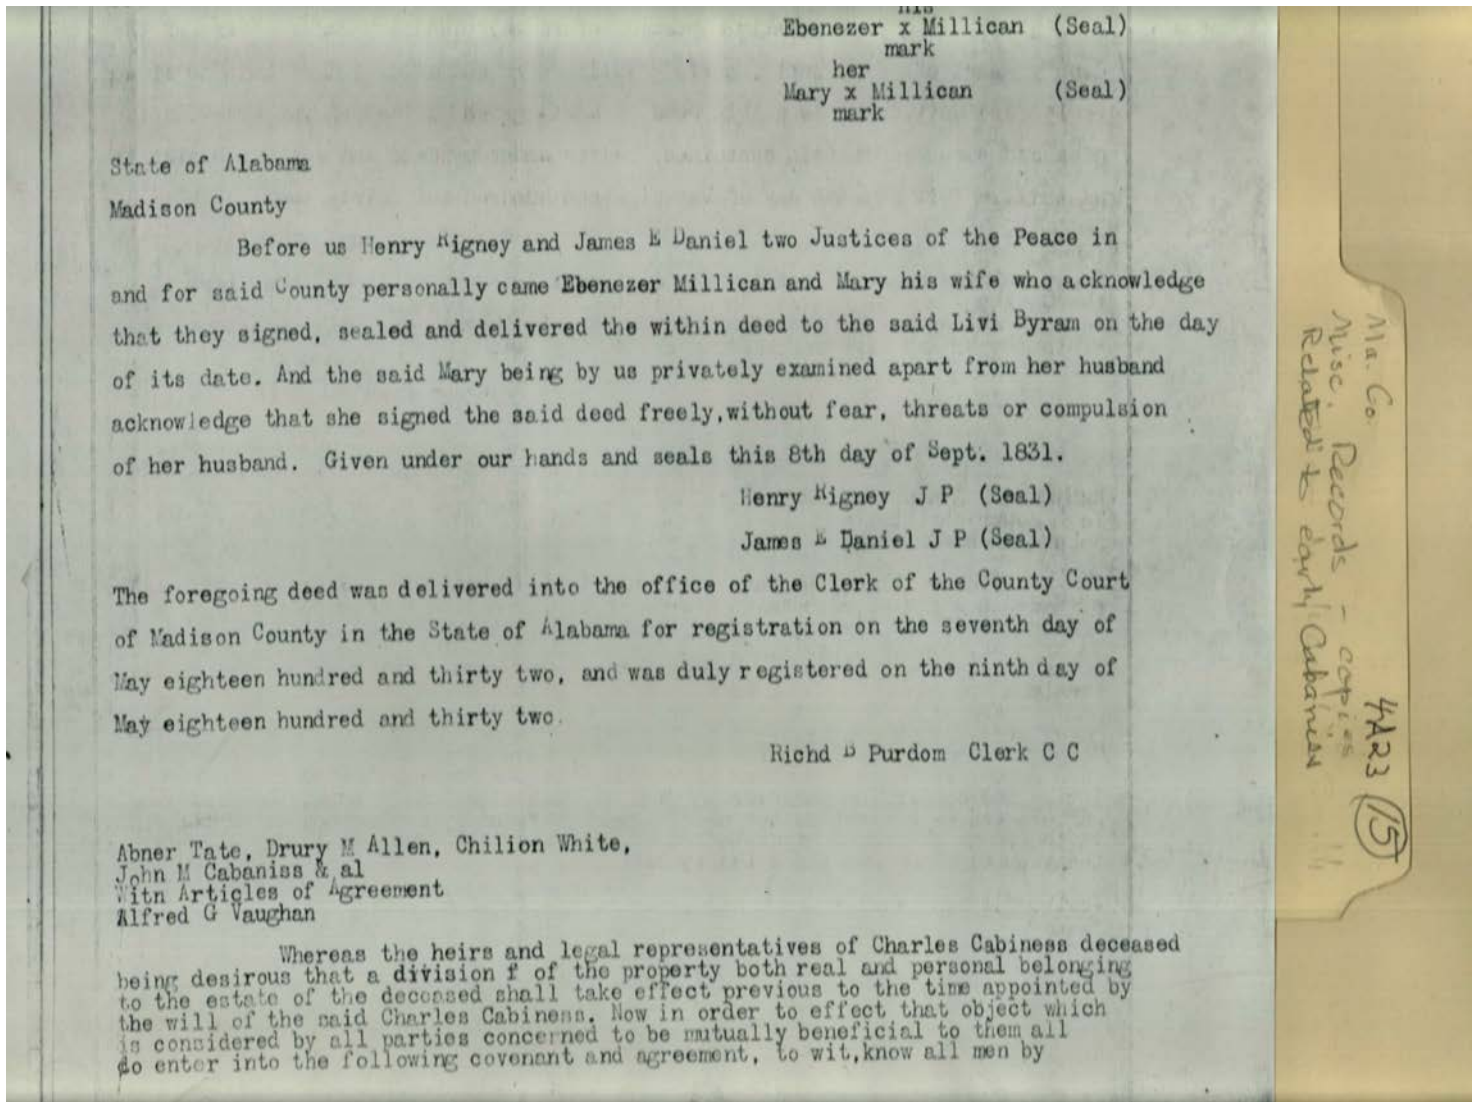 his
Ebenezer x Millican (Seal)
mark
her
Mary x Millican (Seal)
mark
State of Alabama
Madison County
Before us Henry Rigney and James E Daniel two Justices of the Peace in
and for said County personally came Ebenezer Millican and Mary his wife who acknowledge
that they signed, sealed and delivered the within deed to the said Livi Byram on the day
of its date. And the said Mary being by us privately examined apart from her husband
acknowledge that she signed the said deed freely,without fear, threats or compulsion
of her husband. Given under our hands and seals this 8th day of Sept. 1831.
Henry Rigney J P (Seal)
James E Daniel J P (Seal)
The foregoing deed was delivered into the office of the Clerk of the County Court
of Madison County in the State of Alabama for registration on the seventh day of
May eighteen hundred and thirty two, and was duly registered on the ninth day of
May eighteen hundred and thirty two.
Richd B Purdom Clerk C C
Abner Tate, Drury M Allen, Chilion White,
John M Cabaniss & al
Witn Articles of Agreement
Alfred G Vaughan
Whereas the heirs and legal representatives of Charles Cabiness deceased
being desirous that a division f of the property both real and personal belonging
to the estate of the deceased shall take effect previous to the time appointed by
the will of the said Charles Cabiness. Now in order to effect that object which
is considered by all parties concerned to be mutually beneficial to them all
do enter into the following covenant and agreement, to wit,know all men by
Ma. Co.
Misc. Records - copies
Related to early Cabaniss
4A23 (15)